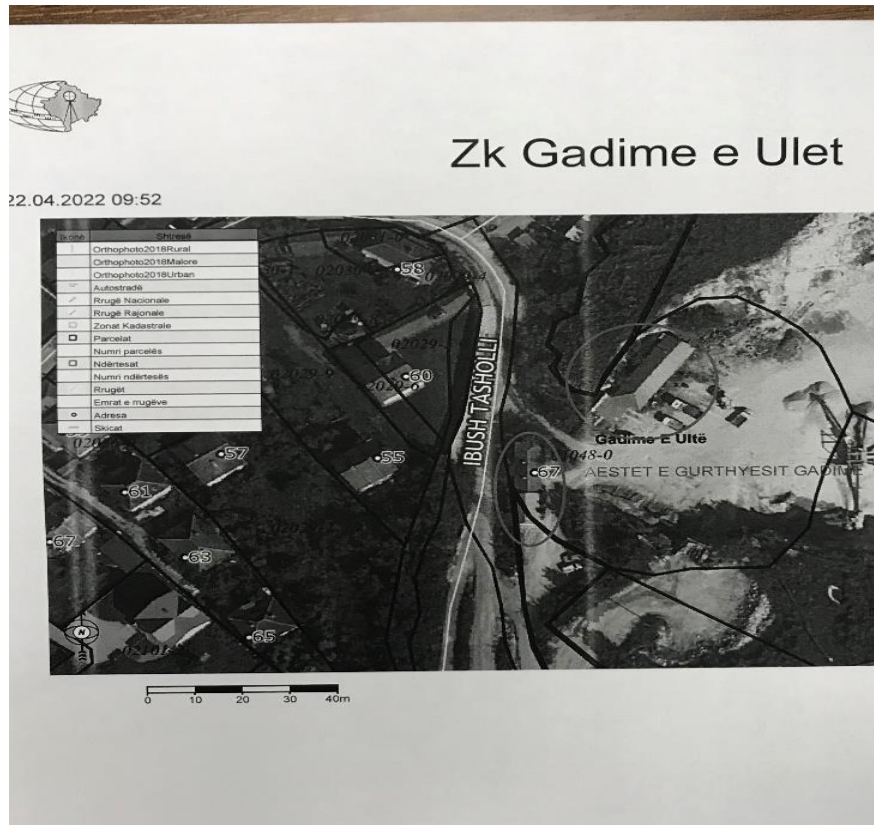 Zk Gadime e Ulet
22.04.2022 09:52
Ikonë Shtresë
Orthophoto2018Rural
Orthophoto2018Malore
Orthophoto2018Urban
Autostradë
Rrugë Nacionale
Rrugë Rajonale
Zonat Kadastrale
Parcelat
Numri parcelës
Ndërtesat
Numri ndërtesës
Rrugët
Emrat e rrugëve
Adresa
Skicat
58
60
55
57
61
63
67
65
IBUSH TASHOLLI
Gadime E Ultë
67
AESTET E GURTHYESIT GADIME
N
0 10 20 30 40m